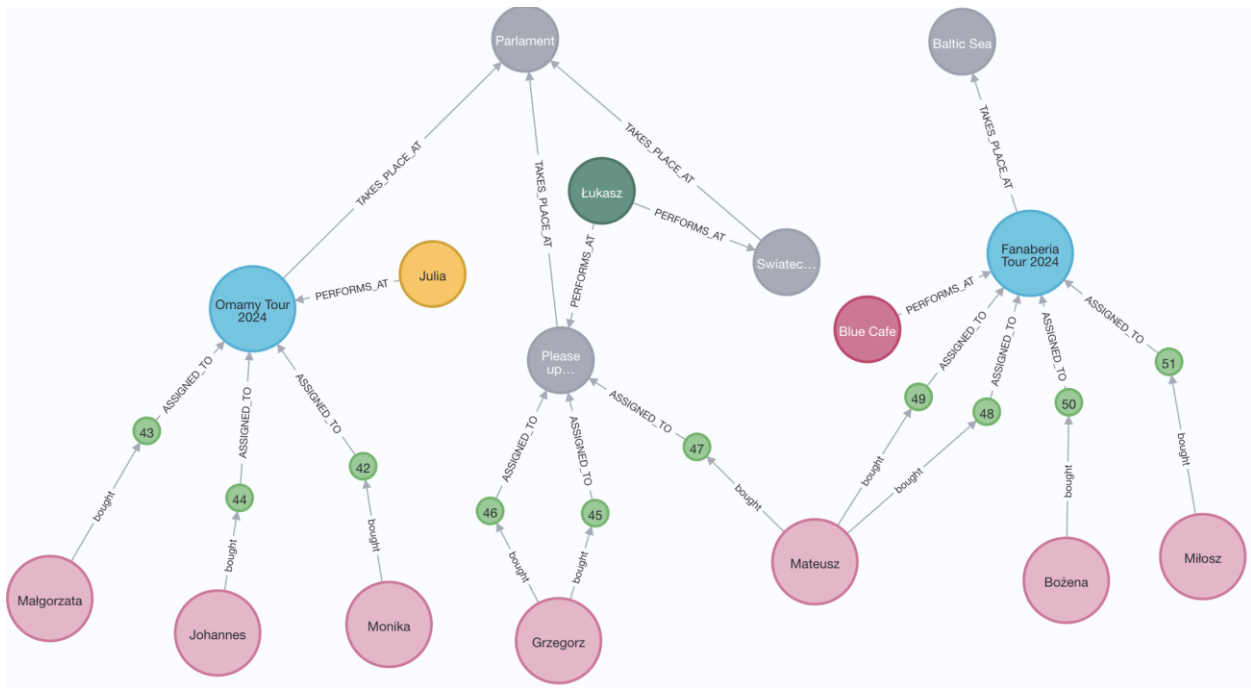 Parlament
Baltic Sea
TAKES_PLACE_AT
TAKES_PLACE_AT
TAKES_PLACE_AT
TAKES_PLACE_AT
Łukasz
PERFORMS_AT
PERFORMS_AT
Swiatec...
Fanaberia
Tour 2024
Julia
PERFORMS_AT
Omamy Tour
2024
Blue Cafe
PERFORMS_AT
Please
up...
ASSIGNED_TO
ASSIGNED_TO
ASSIGNED_TO
ASSIGNED_TO
51
49
48
50
ASSIGNED_TO
ASSIGNED_TO
ASSIGNED_TO
43
44
42
ASSIGNED_TO
ASSIGNED_TO
ASSIGNED_TO
47
46
45
bought
bought
bought
bought
bought
bought
bought
bought
bought
bought
Małgorzata
Johannes
Monika
Grzegorz
Mateusz
Bożena
Miłosz